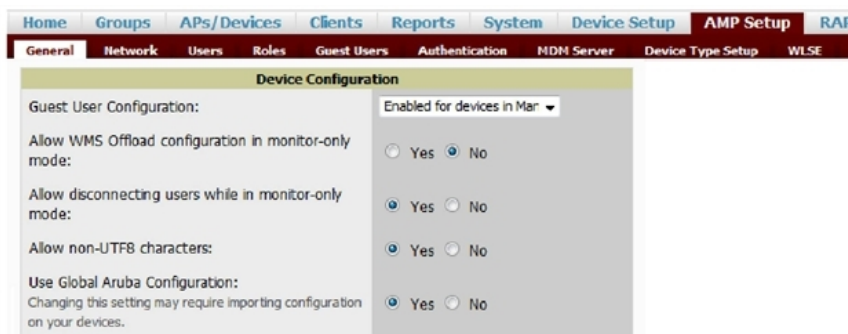 Home Groups APs/Devices Clients Reports System Device Setup AMP Setup RAP
General Network Users Roles Guest Users Authentication MDM Server Device Type Setup WLSE
Device Configuration
Guest User Configuration: Enabled for devices in Mar
Allow WMS Offload configuration in monitor-only
mode: Yes No
Allow disconnecting users while in monitor-only
mode: Yes No
Allow non-UTF8 characters: Yes No
Use Global Aruba Configuration:
Changing this setting may require importing configuration
on your devices. Yes No